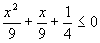 x²/9 + x/9 + 1/4 ≤ 0